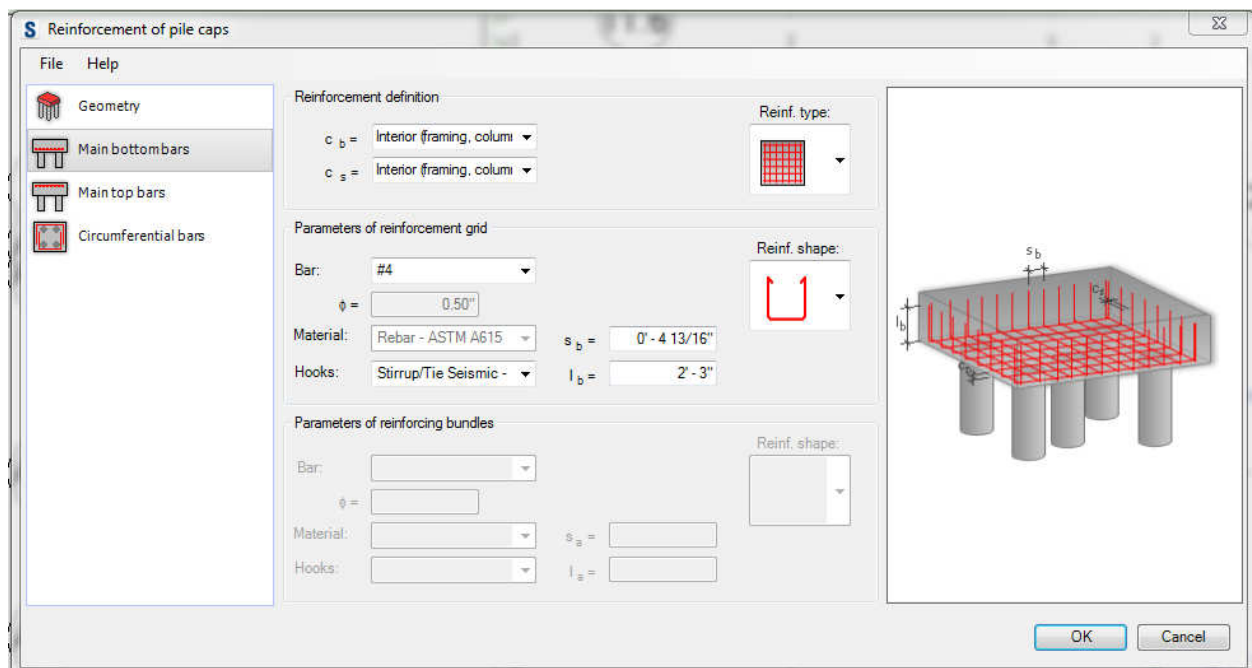 S Reinforcement of pile caps
File Help
Geometry
Main bottom bars
Main top bars
Circumferential bars
Reinforcement definition
c b = Interior (framing, colum
c s = Interior (framing, colum
Reinf. type:
Parameters of reinforcement grid
Bar: #4
ϕ = 0.50"
Material: Rebar - ASTM A615
Hooks: Stirrup/Tie Seismic -
s b = 0' - 4 13/16"
l b = 2' - 3"
Reinf. shape:
Parameters of reinforcing bundles
Bar:
ϕ =
Material:
Hooks:
s a =
l a =
Reinf. shape:
s b
l b
OK Cancel